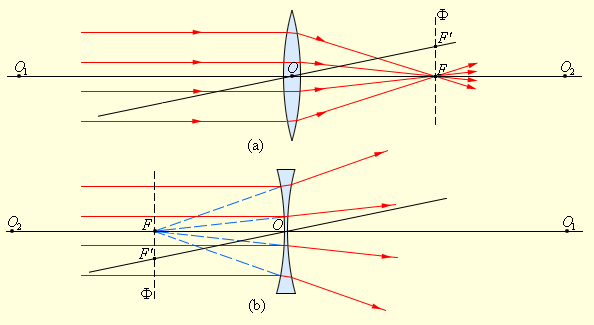 Φ
F'
O₁ O F O₂
(a)
O₂ F O O₁
F'
Φ
(b)